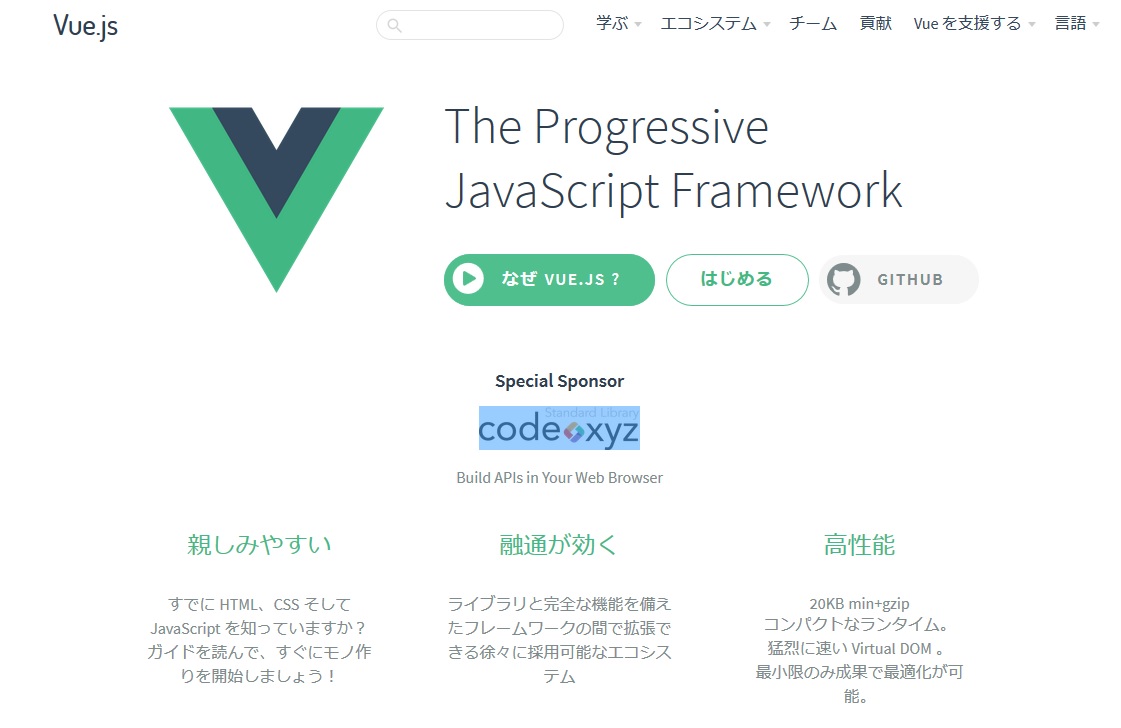 Vue.js
学ぶ エコシステム チーム 貢献 Vue を支援する 言語
The Progressive
JavaScript Framework
なぜ VUE.JS ?
はじめる
GITHUB
Special Sponsor
Standard Library
code xyz
Build APIs in Your Web Browser
親しみやすい
すでに HTML、CSS そして
JavaScript を知っていますか？
ガイドを読んで、すぐにモノ作
りを開始しましょう！
融通が効く
ライブラリと完全な機能を備え
たフレームワークの間で拡張で
きる徐々に採用可能なエコシス
テム
高性能
20KB min+gzip
コンパクトなランタイム。
猛烈に速い Virtual DOM 。
最小限のみ成果で最適化が可
能。